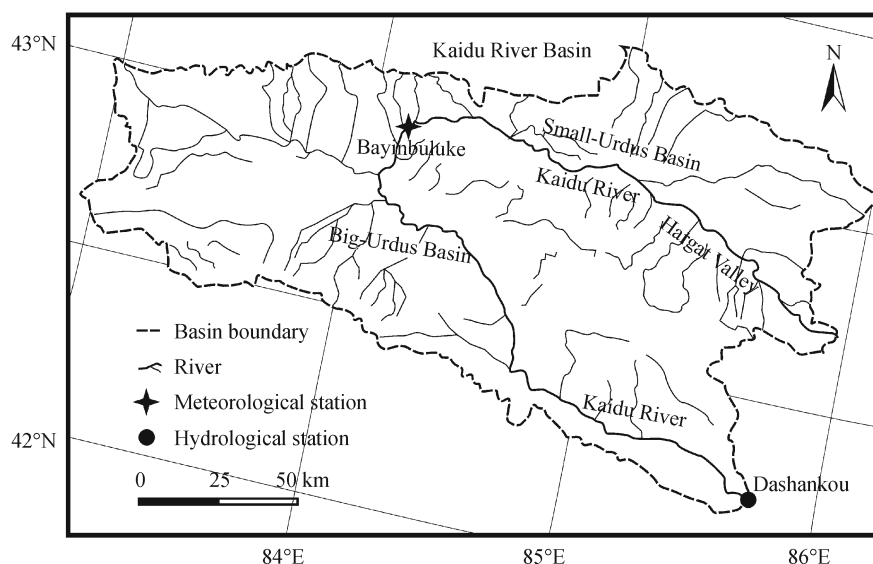 Kaidu River Basin
N
43°N
Small-Urdus Basin
Bayinbuluke
Kaidu River
Hargat Valley
Big-Urdus Basin
Basin boundary
River
Meteorological station
Kaidu River
42°N
Hydrological station
0 25 50 km
Dashankou
84°E 85°E 86°E